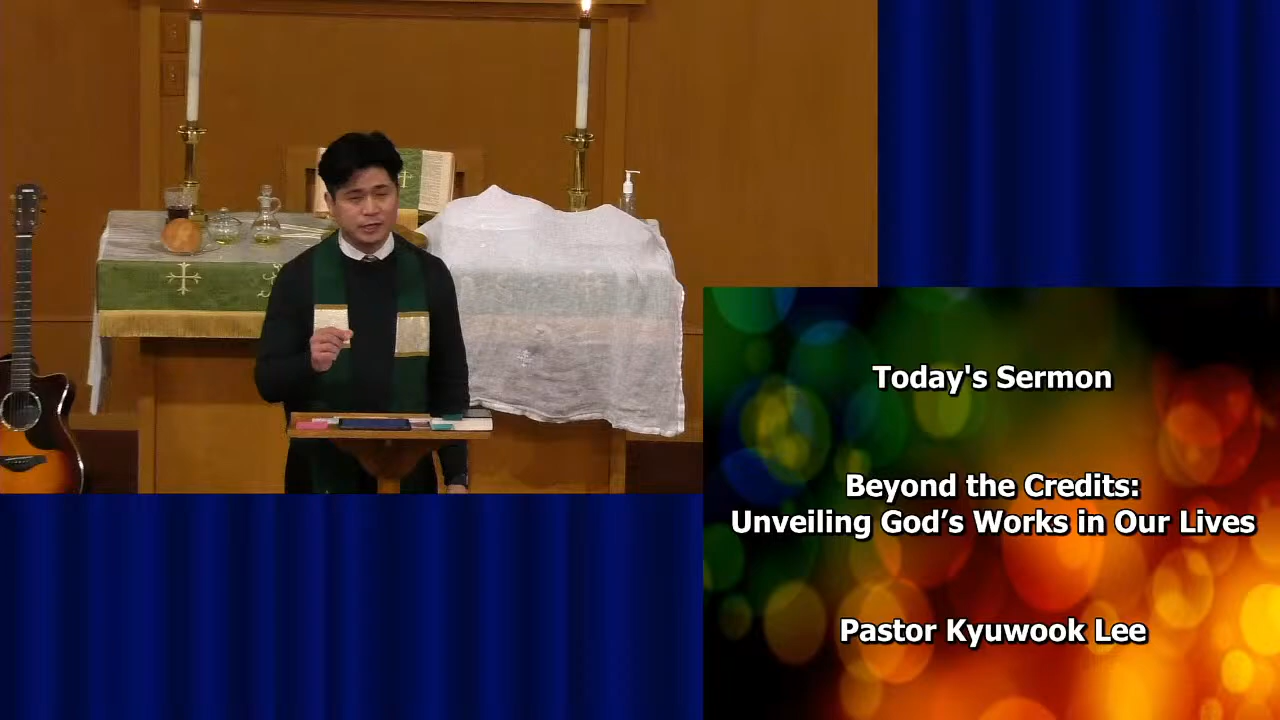 Today's Sermon
Beyond the Credits:
Unveiling God’s Works in Our Lives
Pastor Kyuwook Lee